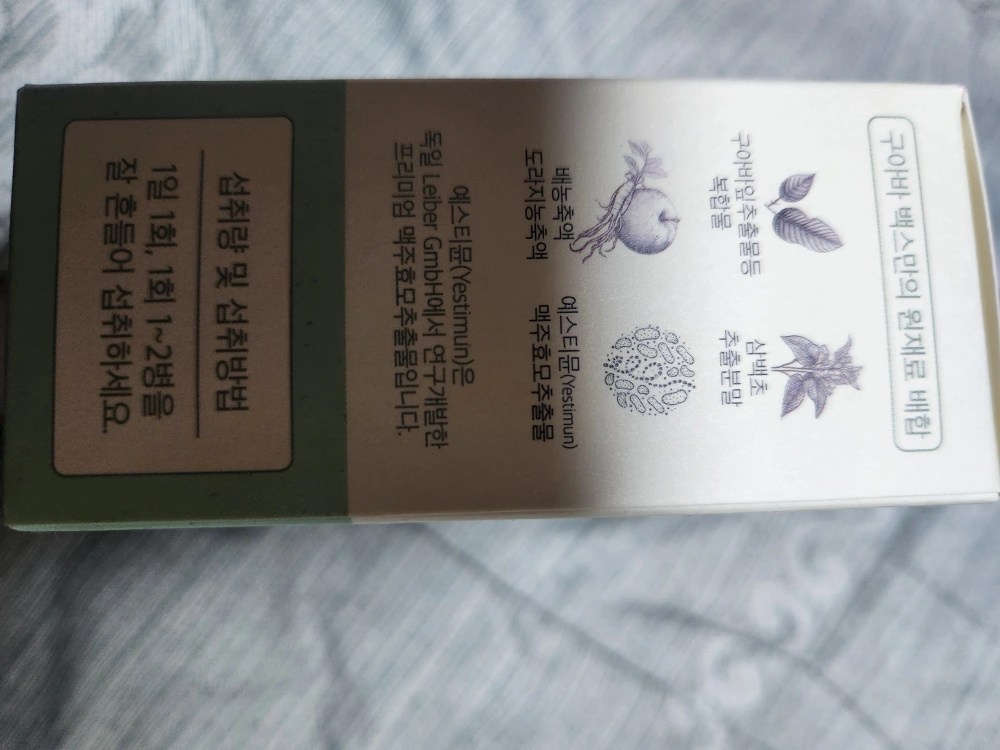 구아바 백스만의 원재료 배합
구아바잎추출물등
복합물
삼백초
추출분말
배농축액
도라지농축액
예스티문(Yestimun)
맥주효모추출물
예스티문(Yestimun)은
독일 Leiber GmbH에서 연구개발한
프리미엄 맥주효모추출물입니다.
섭취량 및 섭취방법
1일 1회, 1회 1~2병을
잘 흔들어 섭취하세요.